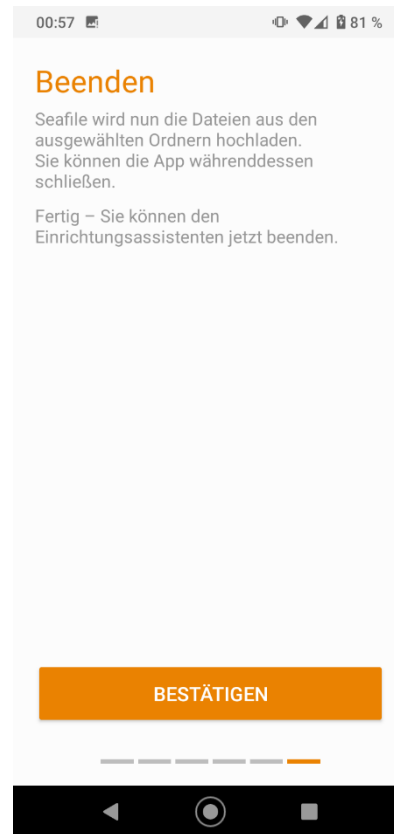 00:57 81 %
Beenden
Seafile wird nun die Dateien aus den
ausgewählten Ordnern hochladen.
Sie können die App währenddessen
schließen.
Fertig – Sie können den
Einrichtungsassistenten jetzt beenden.
BESTÄTIGEN